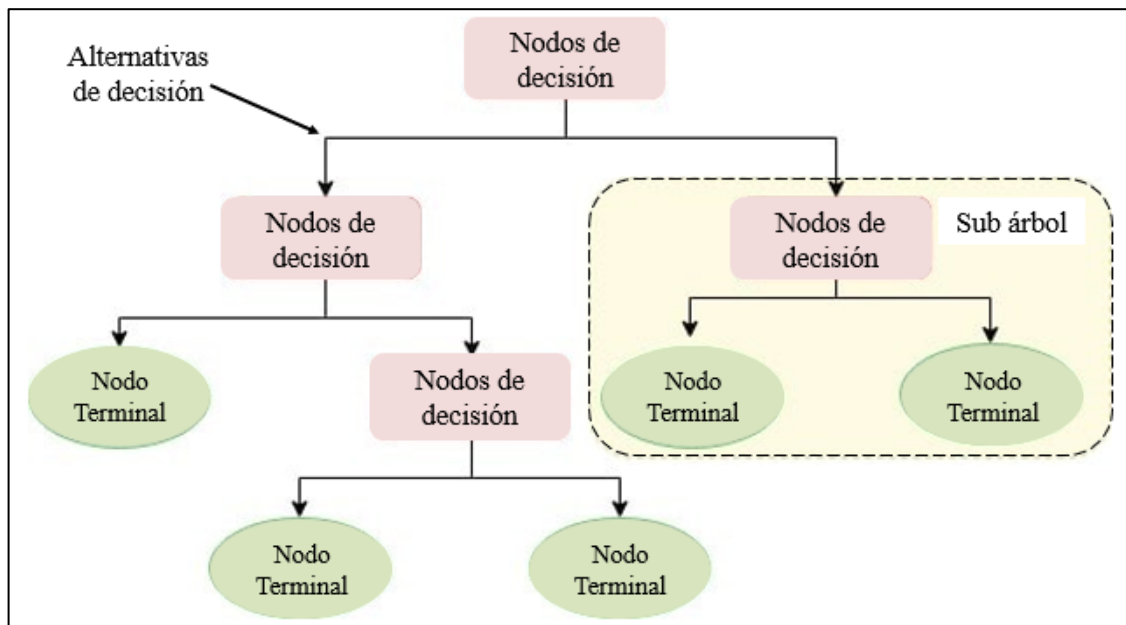 Nodos de
decisión
Alternativas
de decisión
Nodos de
decisión
Nodos de
decisión
Sub árbol
Nodo
Terminal
Nodos de
decisión
Nodo
Terminal
Nodo
Terminal
Nodo
Terminal
Nodo
Terminal